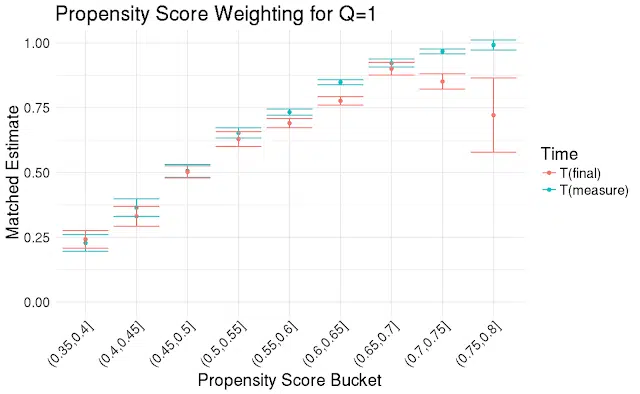 Propensity Score Weighting for Q=1
Matched Estimate
1.00
0.75
0.50
0.25
0.00
(0.35,0.4]
(0.4,0.45]
(0.45,0.5]
(0.5,0.55]
(0.55,0.6]
(0.6,0.65]
(0.65,0.7]
(0.7,0.75]
(0.75,0.8]
Propensity Score Bucket
Time
T(final)
T(measure)